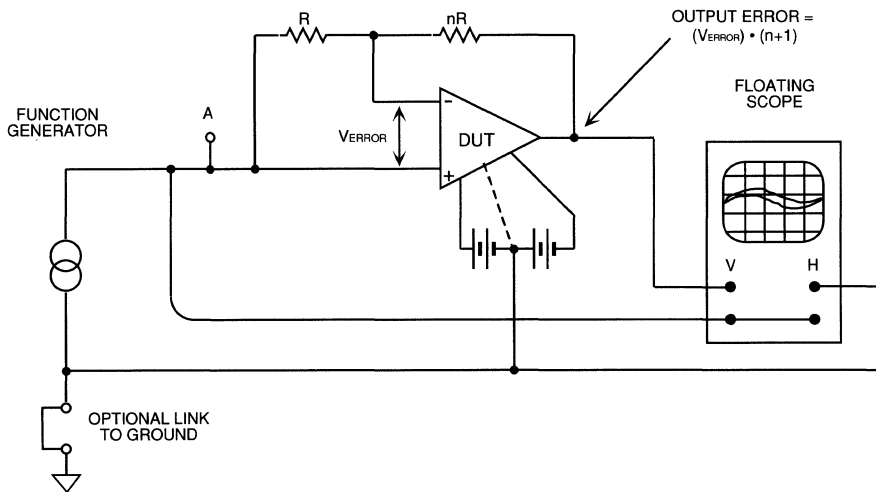 R
nR
OUTPUT ERROR =
(VERROR) • (n+1)
FLOATING
SCOPE
FUNCTION
GENERATOR
A
VERROR
-
DUT
+
V
H
OPTIONAL LINK
TO GROUND